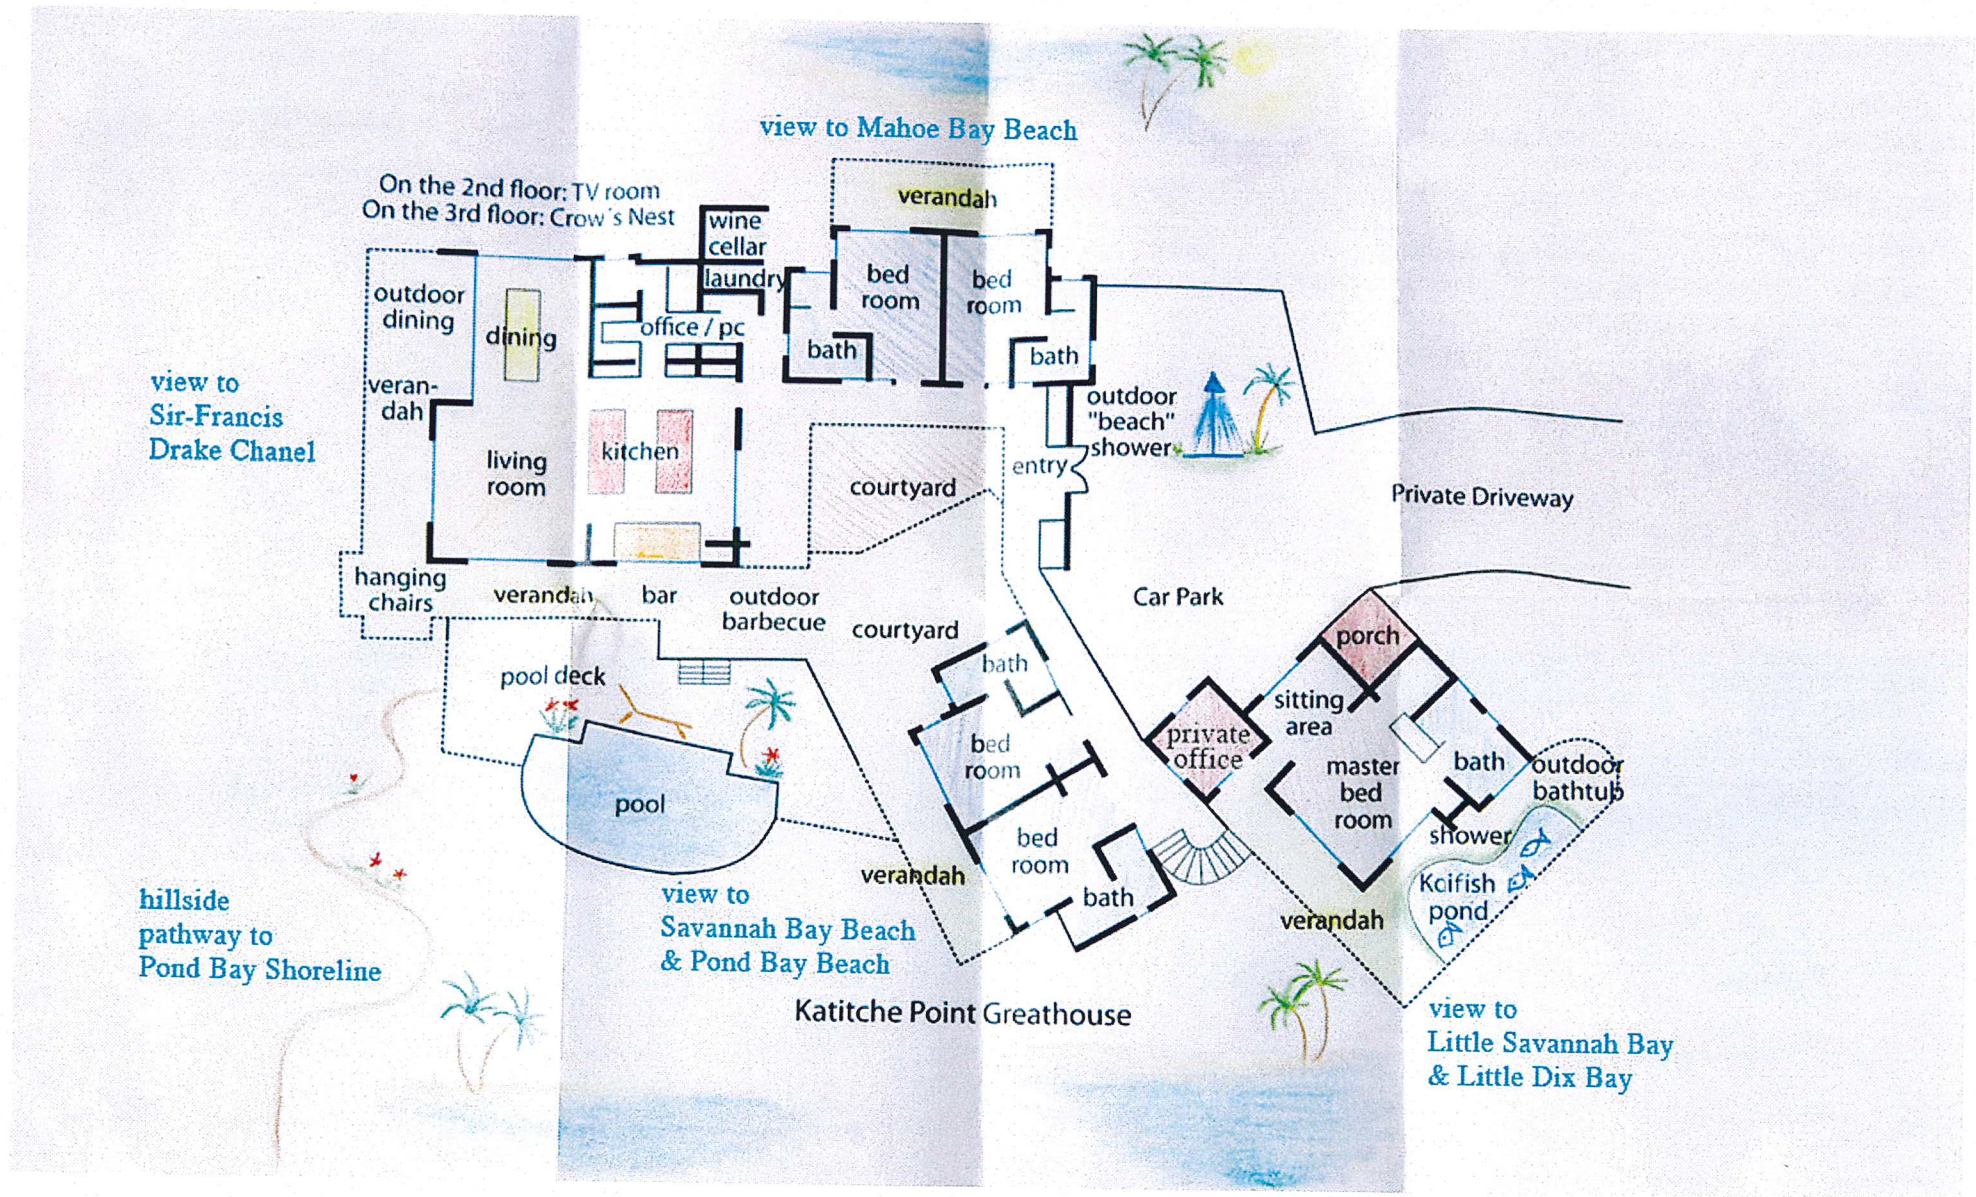 view to Mahoe Bay Beach
On the 2nd floor: TV room
On the 3rd floor: Crow´s Nest
wine
cellar
laundry
verandah
outdoor
dining
dining
office / pc
bed
room
bed
room
bath
bath
view to
Sir-Francis
Drake Chanel
veran-
dah
living
room
kitchen
courtyard
entry
outdoor
"beach"
shower
Private Driveway
hanging
chairs
verandah
bar
outdoor
barbecue
courtyard
Car Park
pool deck
pool
bath
bed
room
bed
room
bath
verandah
porch
sitting
area
private
office
master
bed
room
bath
outdoor
bathtub
shower
Koifish
pond
verandah
hillside
pathway to
Pond Bay Shoreline
view to
Savannah Bay Beach
& Pond Bay Beach
Katitche Point Greathouse
view to
Little Savannah Bay
& Little Dix Bay